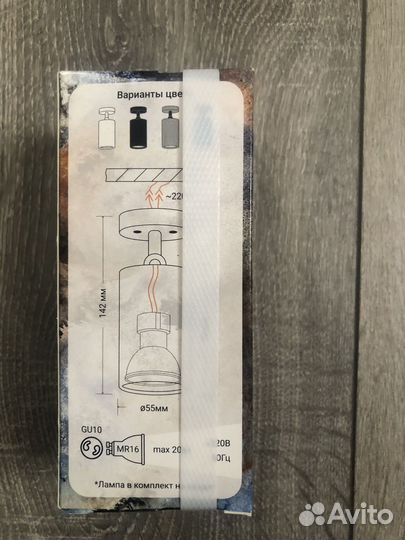 Варианты цве
~220
142 мм
ø55мм
GU10
MR16 max 20 20В
0Гц
*Лампа в комплект н
Avito